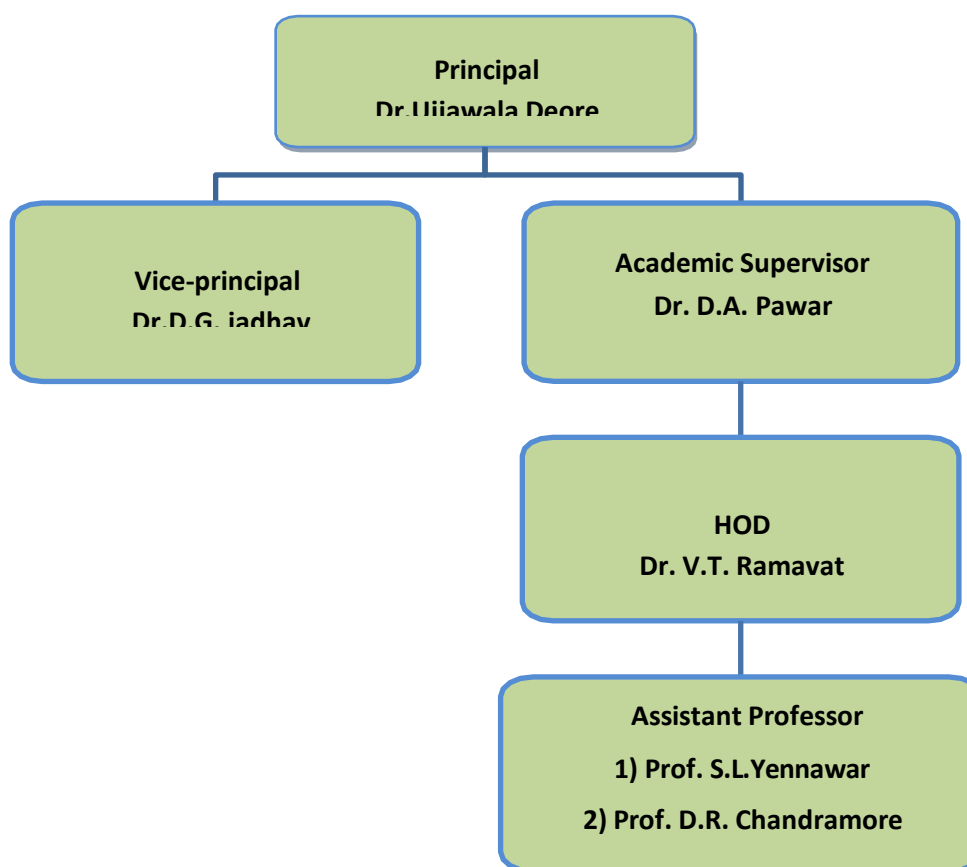 Principal
Dr.Ujjawala Deore
Vice-principal
Dr.D.G. jadhav
Academic Supervisor
Dr. D.A. Pawar
HOD
Dr. V.T. Ramavat
Assistant Professor
1) Prof. S.L.Yennawar
2) Prof. D.R. Chandramore